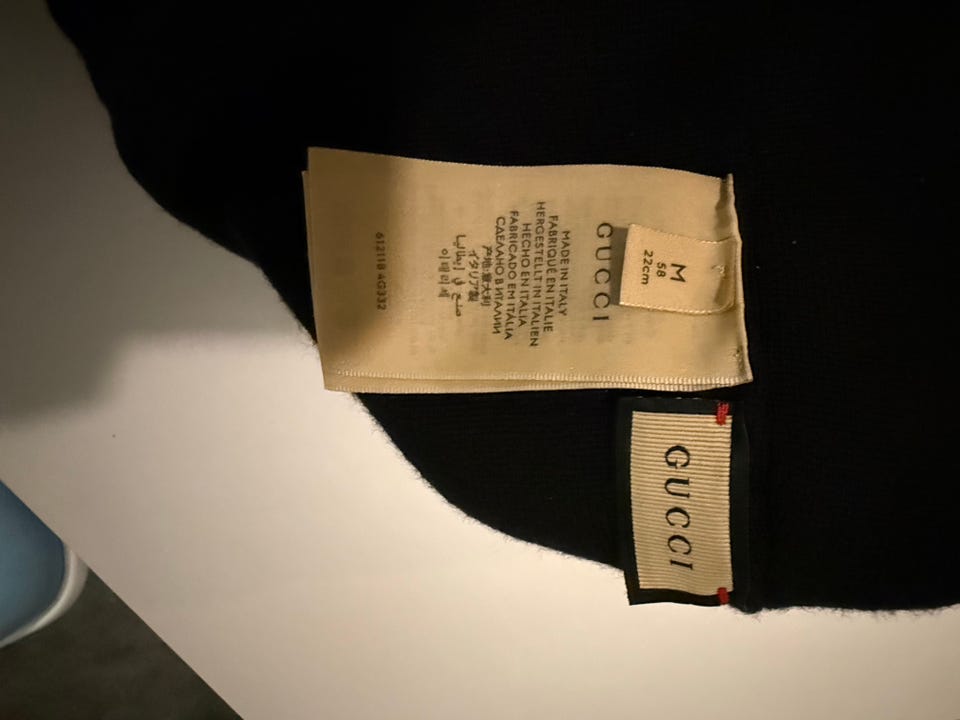 M
58
22cm
GUCCI
MADE IN ITALY
FABRIQUÉ EN ITALIE
HERGESTELLT IN ITALIEN
HECHO EN ITALIA
FABRICADO EM ITÁLIA
СДЕЛАНО В ИТАЛИИ
产地:意大利
イタリア製
صنع في إيطاليا
이태리제
612118 4G332
GUCCI